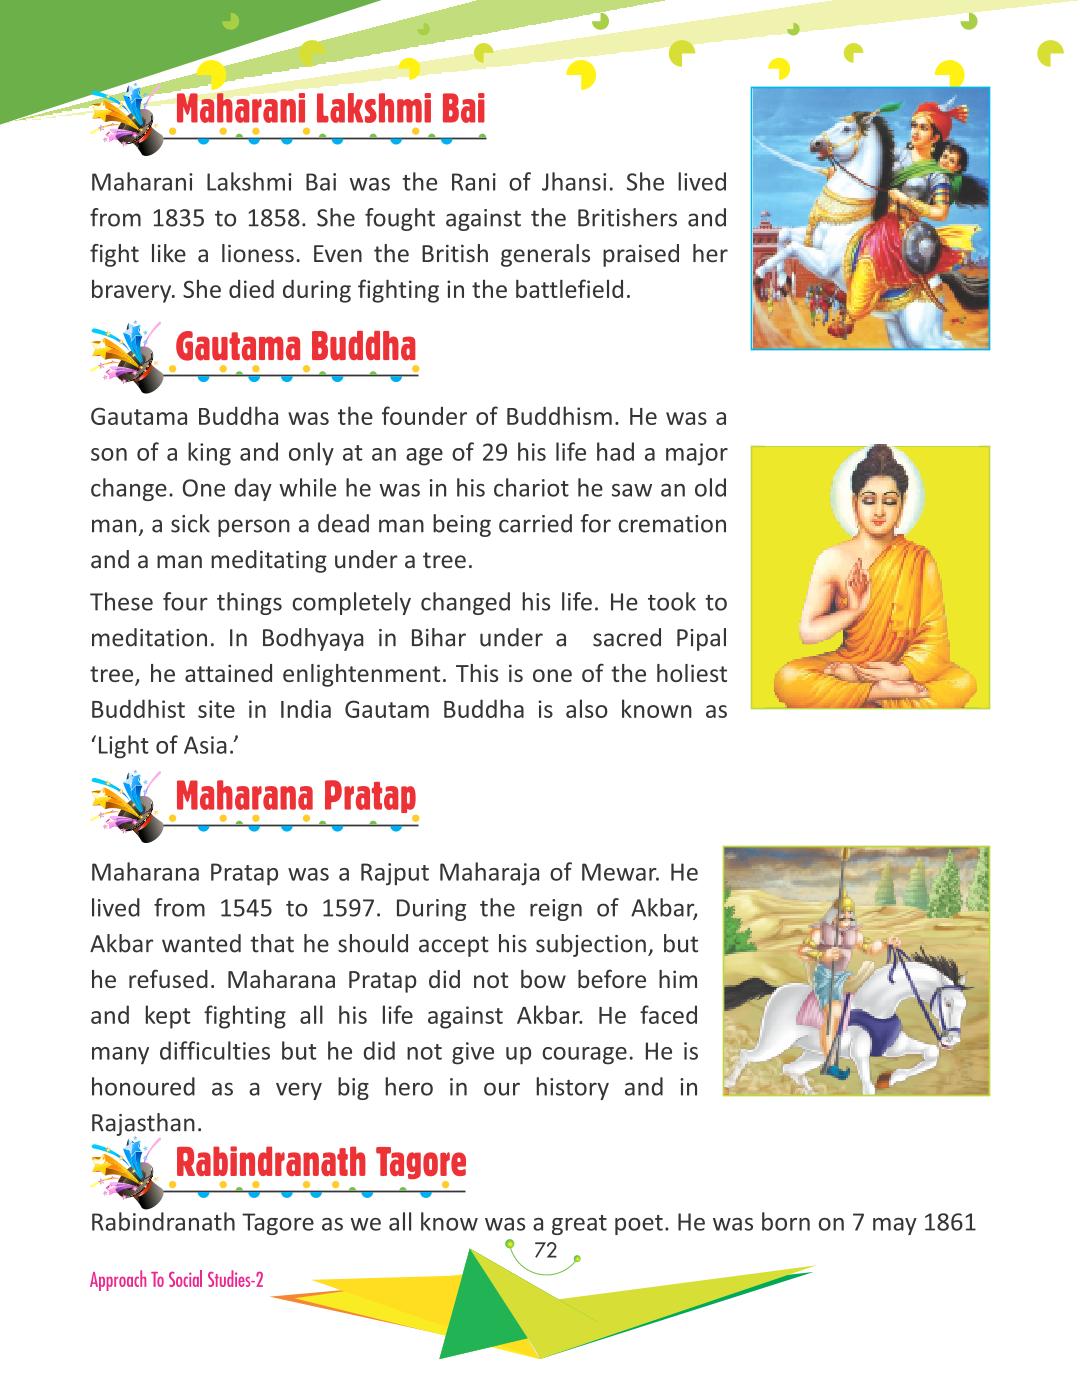 Maharani Lakshmi Bai
Maharani Lakshmi Bai was the Rani of Jhansi. She lived
from 1835 to 1858. She fought against the Britishers and
fight like a lioness. Even the British generals praised her
bravery. She died during fighting in the battlefield.
Gautama Buddha
Gautama Buddha was the founder of Buddhism. He was a
son of a king and only at an age of 29 his life had a major
change. One day while he was in his chariot he saw an old
man, a sick person a dead man being carried for cremation
and a man meditating under a tree.
These four things completely changed his life. He took to
meditation. In Bodhyaya in Bihar under a sacred Pipal
tree, he attained enlightenment. This is one of the holiest
Buddhist site in India Gautam Buddha is also known as
‘Light of Asia.’
Maharana Pratap
Maharana Pratap was a Rajput Maharaja of Mewar. He
lived from 1545 to 1597. During the reign of Akbar,
Akbar wanted that he should accept his subjection, but
he refused. Maharana Pratap did not bow before him
and kept fighting all his life against Akbar. He faced
many difficulties but he did not give up courage. He is
honoured as a very big hero in our history and in
Rajasthan.
Rabindranath Tagore
Rabindranath Tagore as we all know was a great poet. He was born on 7 may 1861
72
Approach To Social Studies-2